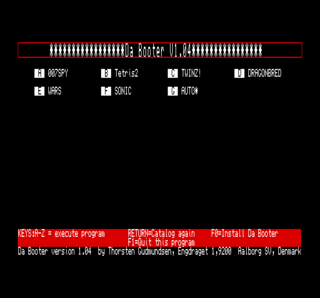 *****************Da Booter V1.04****************
A 007SPY B Tetris2 C TWINZ! D DRAGONBRED
E WARS F SONIC G AUTO*
KEYS:A-Z = execute program RETURN=Catalog again F0=Install Da Booter
F1=Quit this program
Da Booter version 1.04 by Thorsten Gudmundsen, Engdraget 1,9200 Aalborg SV, Denmark